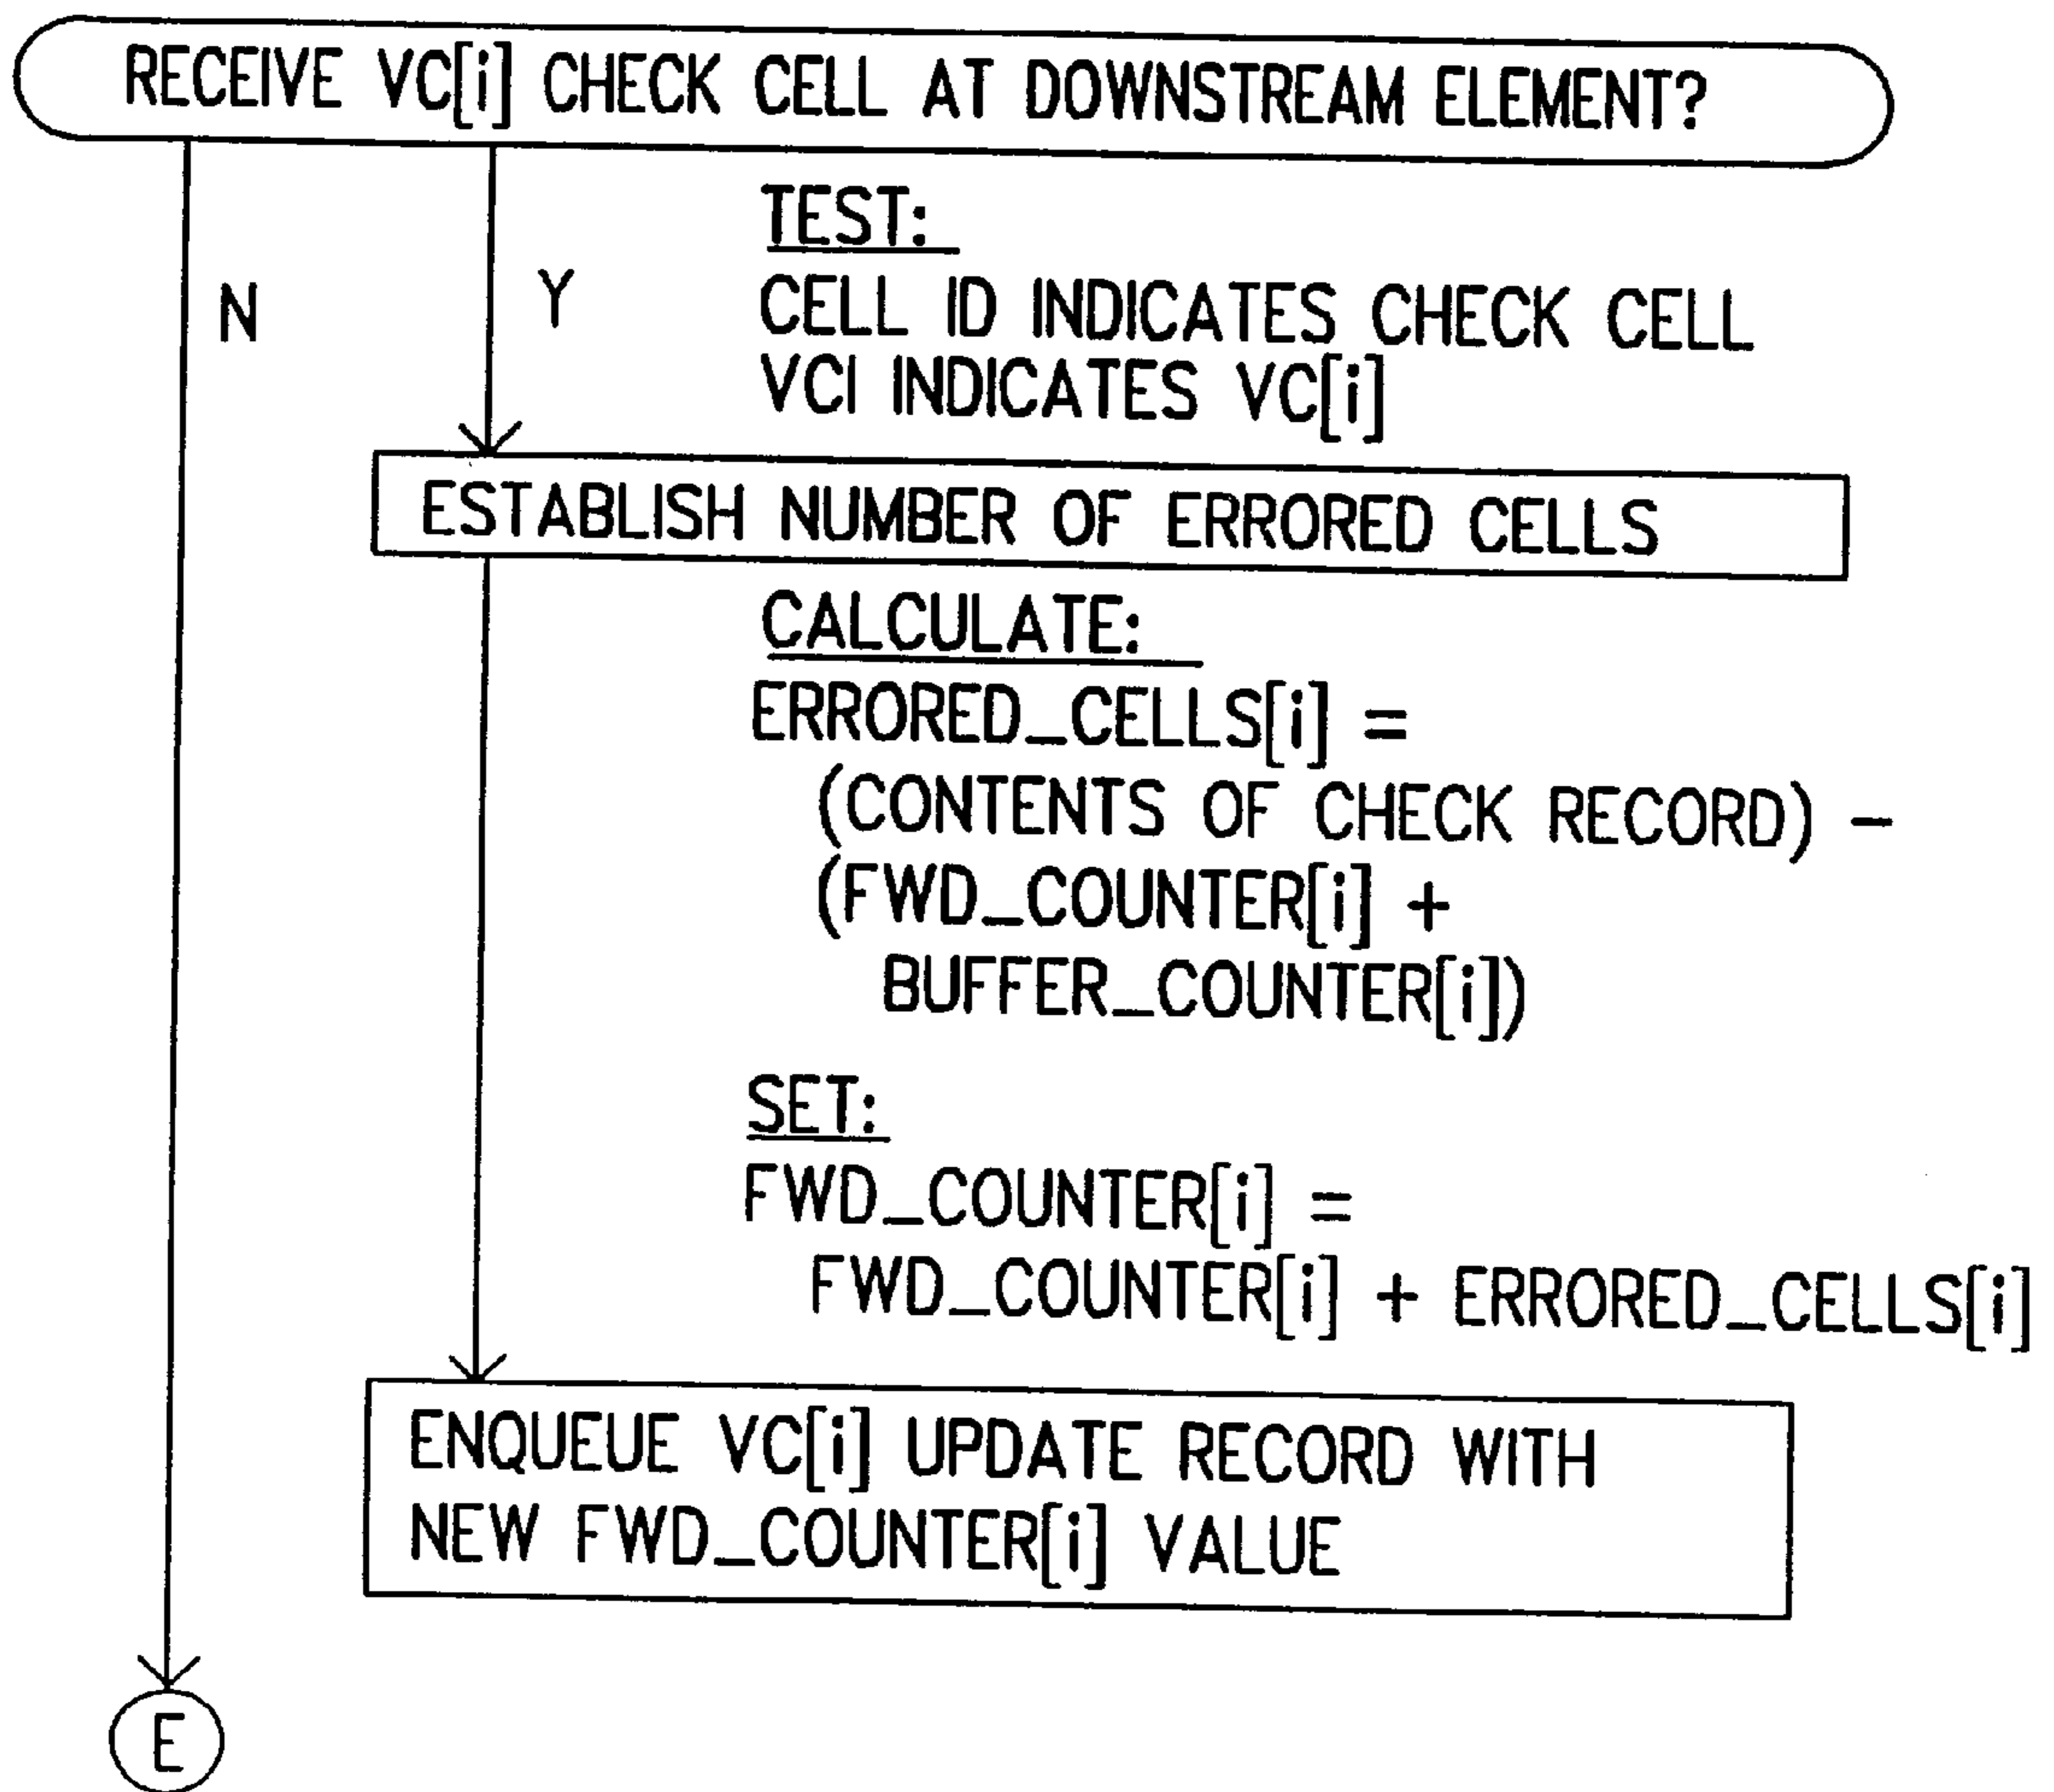 RECEIVE VC[i] CHECK CELL AT DOWNSTREAM ELEMENT?
TEST:
N
Y
CELL ID INDICATES CHECK CELL
VCI INDICATES VC[i]
ESTABLISH NUMBER OF ERRORED CELLS
CALCULATE:
ERRORED_CELLS[i] =
(CONTENTS OF CHECK RECORD) –
(FWD_COUNTER[i] +
BUFFER_COUNTER[i])
SET:
FWD_COUNTER[i] =
FWD_COUNTER[i] + ERRORED_CELLS[i]
ENQUEUE VC[i] UPDATE RECORD WITH
NEW FWD_COUNTER[i] VALUE
E